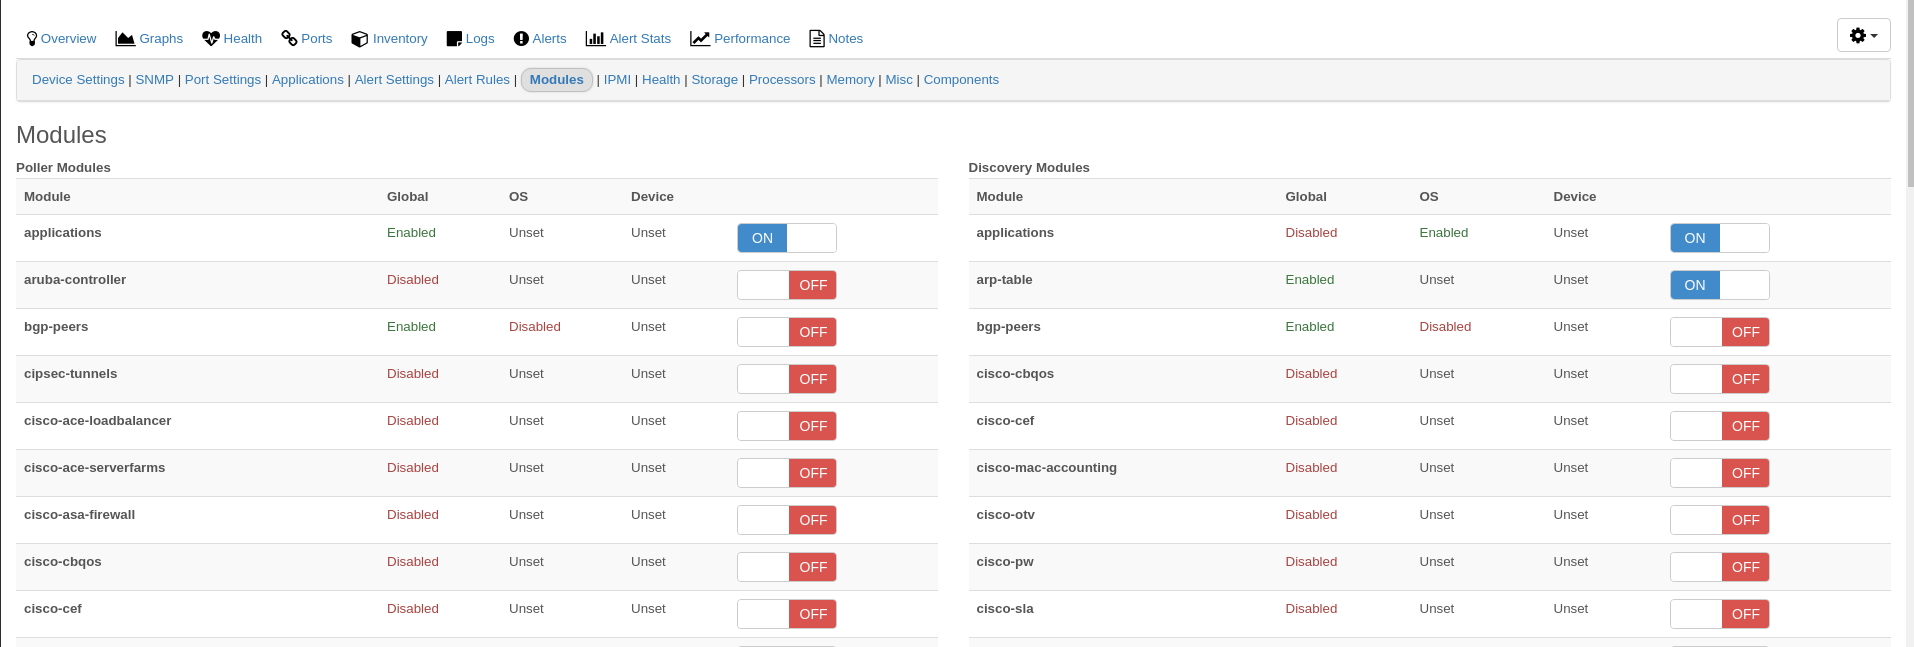 Overview Graphs Health Ports Inventory Logs Alerts Alert Stats Performance Notes
Device Settings | SNMP | Port Settings | Applications | Alert Settings | Alert Rules | Modules | IPMI | Health | Storage | Processors | Memory | Misc | Components
Modules
Poller Modules
Module Global OS Device
applications Enabled Unset Unset ON
aruba-controller Disabled Unset Unset OFF
bgp-peers Enabled Disabled Unset OFF
cipsec-tunnels Disabled Unset Unset OFF
cisco-ace-loadbalancer Disabled Unset Unset OFF
cisco-ace-serverfarms Disabled Unset Unset OFF
cisco-asa-firewall Disabled Unset Unset OFF
cisco-cbqos Disabled Unset Unset OFF
cisco-cef Disabled Unset Unset OFF
Discovery Modules
Module Global OS Device
applications Disabled Enabled Unset ON
arp-table Enabled Unset Unset ON
bgp-peers Enabled Disabled Unset OFF
cisco-cbqos Disabled Unset Unset OFF
cisco-cef Disabled Unset Unset OFF
cisco-mac-accounting Disabled Unset Unset OFF
cisco-otv Disabled Unset Unset OFF
cisco-pw Disabled Unset Unset OFF
cisco-sla Disabled Unset Unset OFF